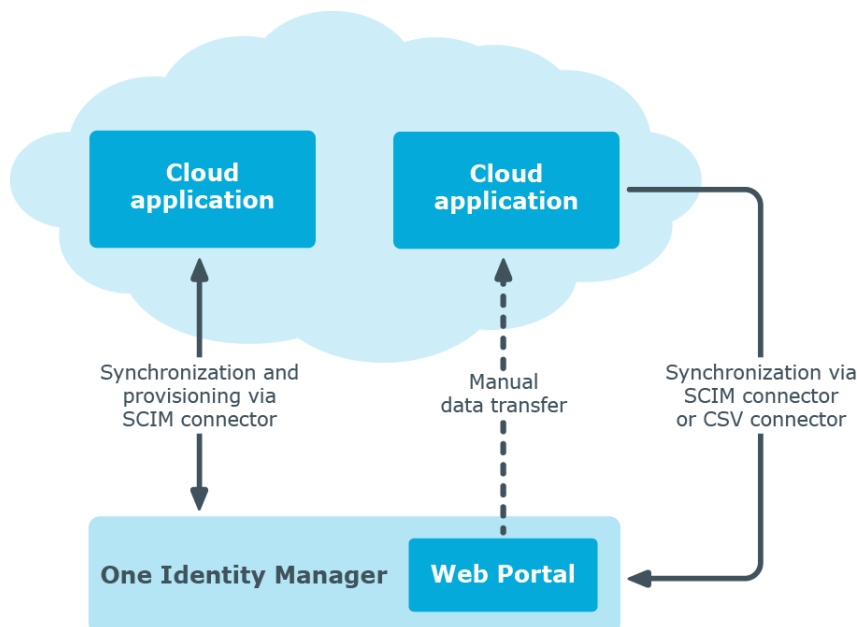 Cloud
application
Cloud
application
Synchronization and
provisioning via
SCIM connector
Manual
data transfer
Synchronization via
SCIM connector
or CSV connector
One Identity Manager
Web Portal